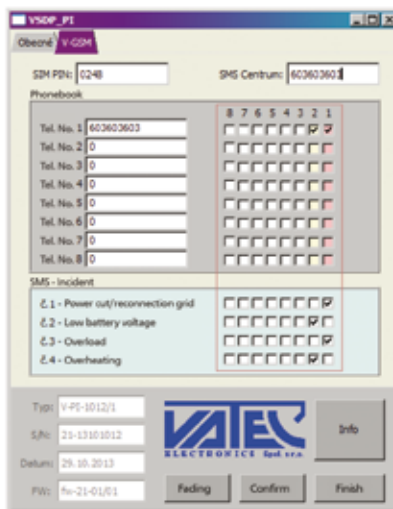 VSDP_PI
Obecné V-GSM
SIM PIN: 0248 SMS Centrum: 603603603
Phonebook
8 7 6 5 4 3 2 1
Tel. No. 1 603603603
Tel. No. 2 0
Tel. No. 3 0
Tel. No. 4 0
Tel. No. 5 0
Tel. No. 6 0
Tel. No. 7 0
Tel. No. 8 0
SMS - Incident
č.1 - Power cut/reconnection grid
č.2 - Low battery voltage
č.3 - Overload
č.4 - Overheating
Typ: V-PI-1012/1
S/N: 21-13101012
Datum: 29.10.2013
FW: fw-21-01/01
VATEC
ELECTRONICS Spol. s r.o.
Info
Fading Confirm Finish